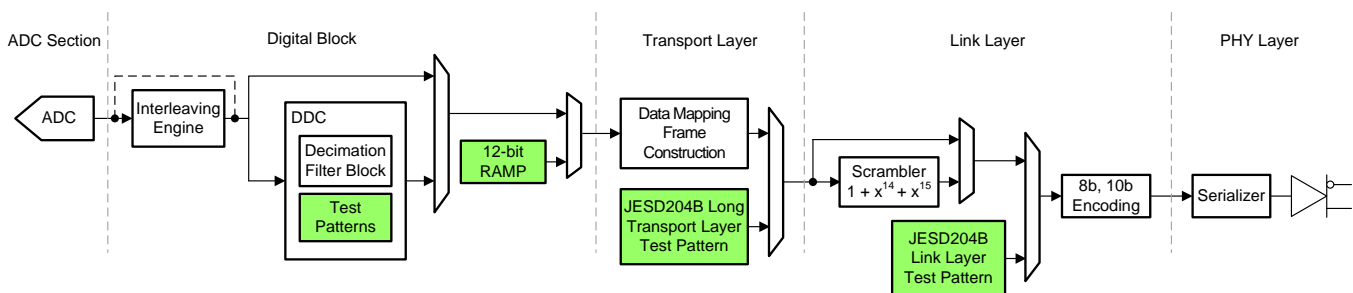 ADC Section
Digital Block
Transport Layer
Link Layer
PHY Layer
ADC
Interleaving
Engine
DDC
Decimation
Filter Block
Test
Patterns
12-bit
RAMP
Data Mapping
Frame
Construction
JESD204B Long
Transport Layer
Test Pattern
Scrambler
1 + x¹⁴ + x¹⁵
JESD204B
Link Layer
Test Pattern
8b, 10b
Encoding
Serializer